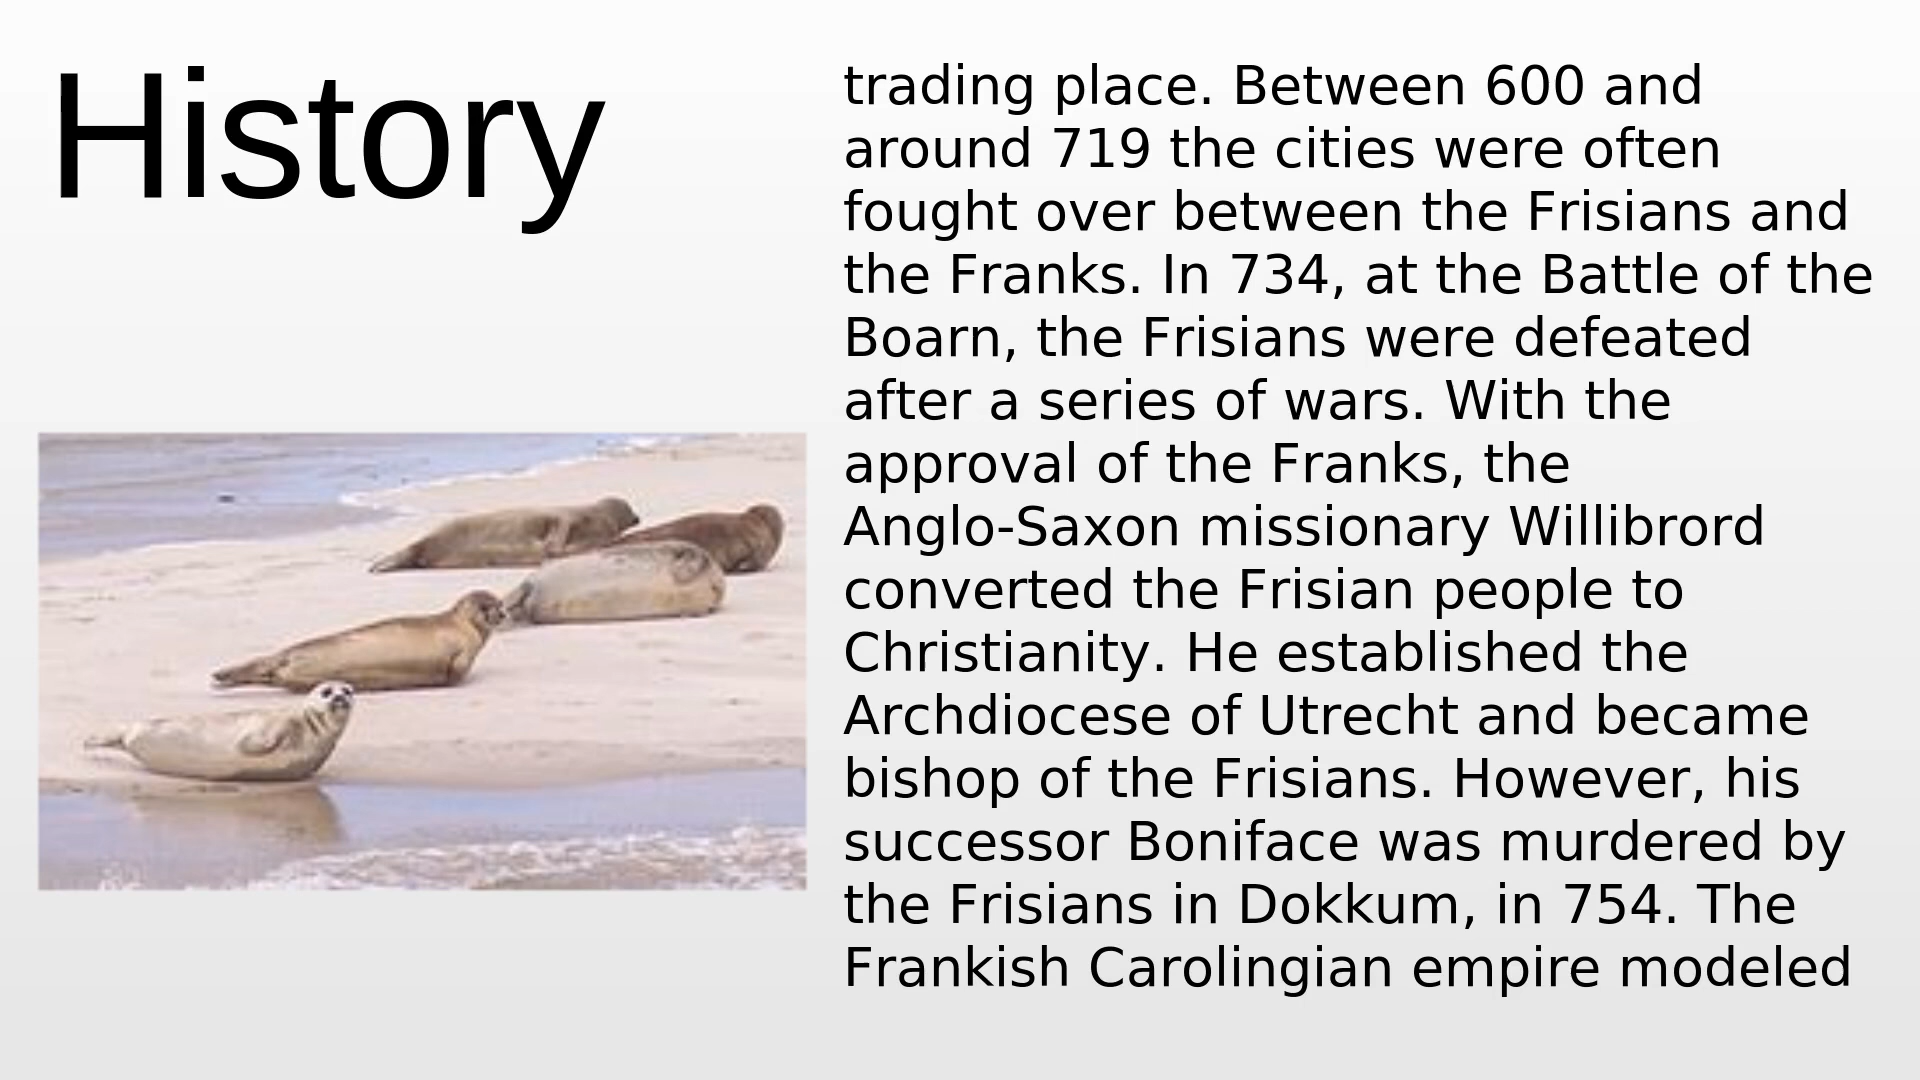 History
trading place. Between 600 and
around 719 the cities were often
fought over between the Frisians and
the Franks. In 734, at the Battle of the
Boarn, the Frisians were defeated
after a series of wars. With the
approval of the Franks, the
Anglo-Saxon missionary Willibrord
converted the Frisian people to
Christianity. He established the
Archdiocese of Utrecht and became
bishop of the Frisians. However, his
successor Boniface was murdered by
the Frisians in Dokkum, in 754. The
Frankish Carolingian empire modeled